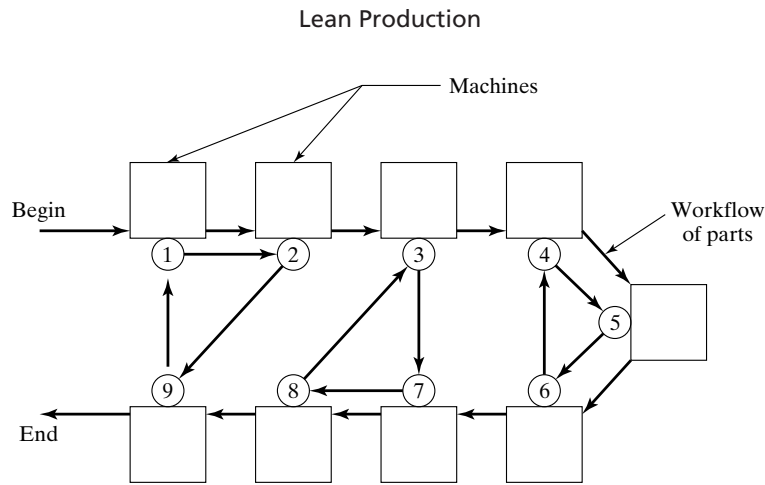 Lean Production
Machines
Begin
Workflow
of parts
1
2
3
4
5
9
8
7
6
End